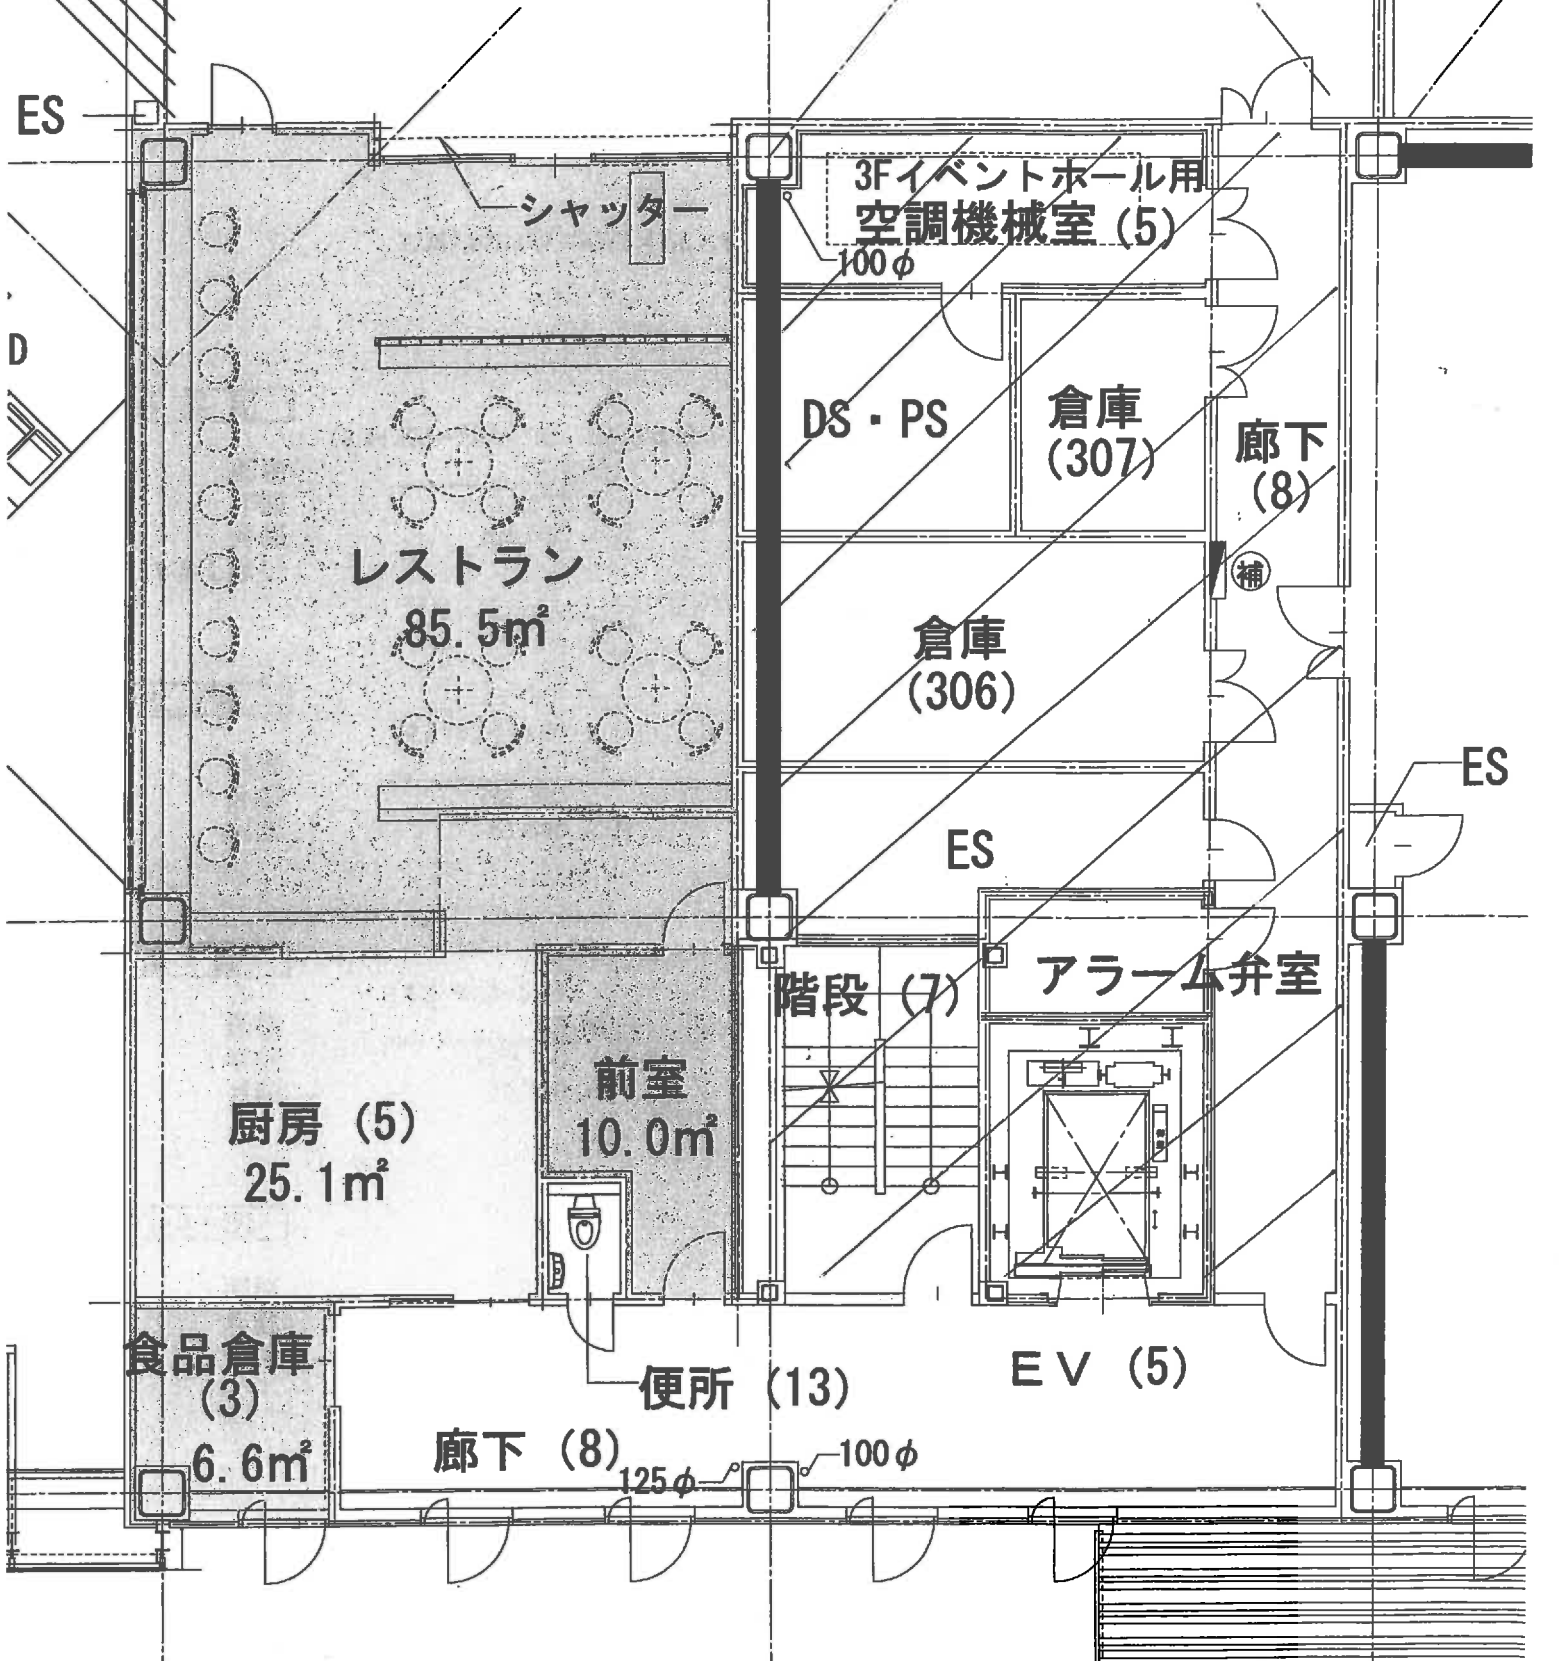 ES
シャッター
3Fイベントホール用
空調機械室 (5)
100φ
D
DS・PS
倉庫
(307)
廊下
(8)
補
レストラン
85.5㎡
倉庫
(306)
ES
ES
階段 (7)
アラーム弁室
前室
10.0㎡
厨房 (5)
25.1㎡
食品倉庫
(3)
6.6㎡
便所 (13)
EV (5)
廊下 (8)
125φ
100φ